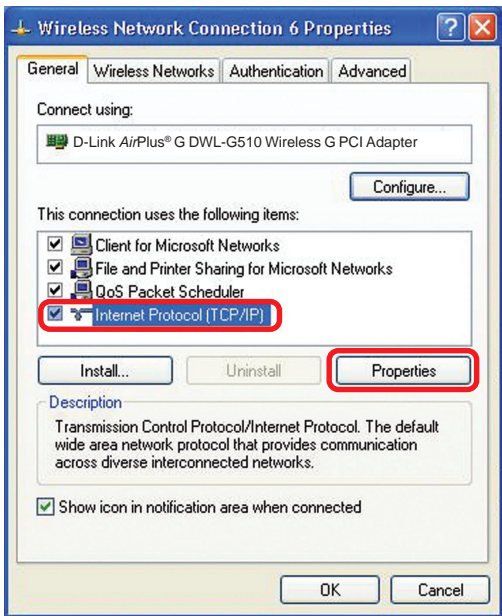 Wireless Network Connection 6 Properties
General Wireless Networks Authentication Advanced
Connect using:
D-Link AirPlus® G DWL-G510 Wireless G PCI Adapter
Configure...
This connection uses the following items:
Client for Microsoft Networks
File and Printer Sharing for Microsoft Networks
QoS Packet Scheduler
Internet Protocol (TCP/IP)
Install... Uninstall Properties
Description
Transmission Control Protocol/Internet Protocol. The default
wide area network protocol that provides communication
across diverse interconnected networks.
Show icon in notification area when connected
OK Cancel